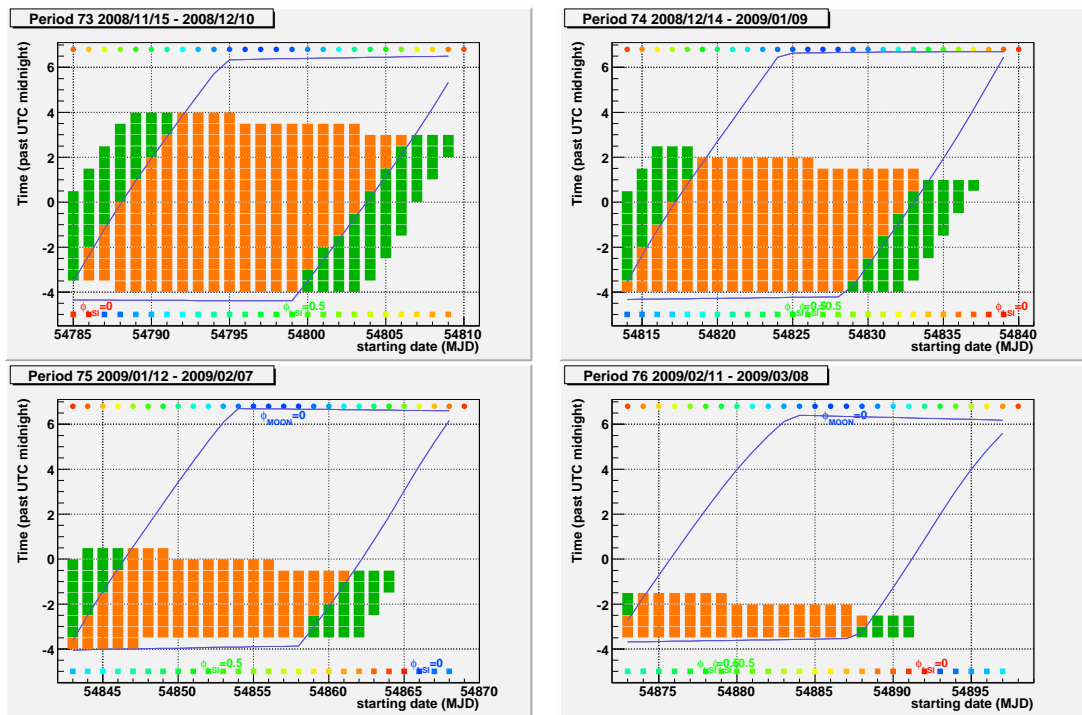 Period 73 2008/11/15 - 2008/12/10
Time (past UTC midnight)
6
4
2
0
-2
-4
=0
=0.5
54785 54790 54795 54800 54805 54810
starting date (MJD)
Period 74 2008/12/14 - 2009/01/09
Time (past UTC midnight)
6
4
2
0
-2
-4
=0
54815 54820 54825 54830 54835 54840
starting date (MJD)
Period 75 2009/01/12 - 2009/02/07
Time (past UTC midnight)
ϕMOON=0
6
4
2
0
-2
-4
=0.5
=0
54845 54850 54855 54860 54865 54870
starting date (MJD)
Period 76 2009/02/11 - 2009/03/08
Time (past UTC midnight)
ϕMOON=0
6
4
2
0
-2
-4
=0
54875 54880 54885 54890 54895
starting date (MJD)